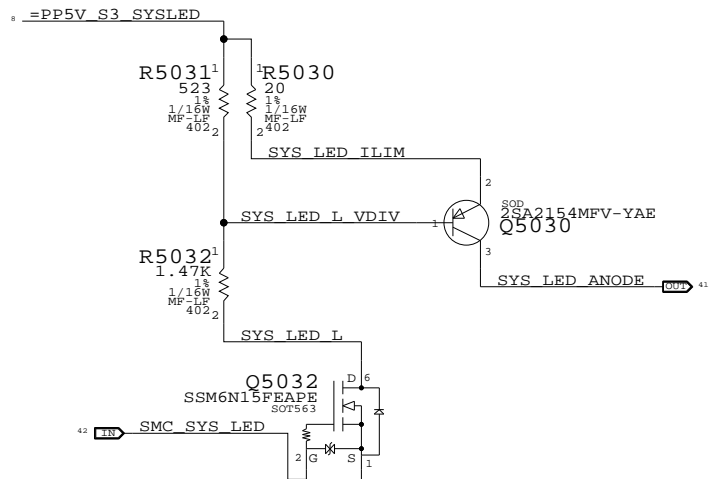 8 =PP5V_S3_SYSLED
R5031 1
523
1%
1/16W
MF-LF
402 2
1 R5030
20
1%
1/16W
MF-LF
2 402
SYS_LED_ILIM
2
SOD
2SA2154MFV-YAE
Q5030
SYS_LED_L_VDIV 1
3
R5032 1
1.47K
1%
1/16W
MF-LF
402 2
SYS_LED_ANODE OUT 41
SYS_LED_L
Q5032
SSM6N15FEAPE
SOT563
D 6
42 IN SMC_SYS_LED
2 G S 1